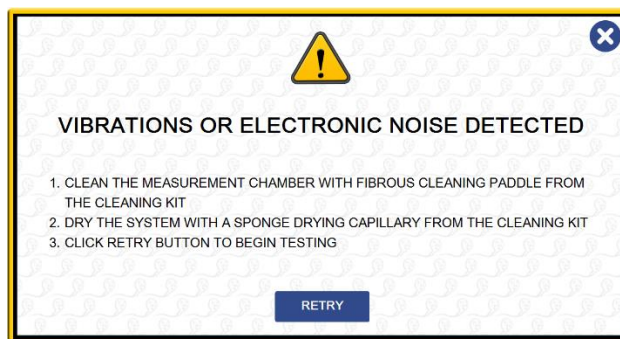 VIBRATIONS OR ELECTRONIC NOISE DETECTED
1. CLEAN THE MEASUREMENT CHAMBER WITH FIBROUS CLEANING PADDLE FROM
THE CLEANING KIT
2. DRY THE SYSTEM WITH A SPONGE DRYING CAPILLARY FROM THE CLEANING KIT
3. CLICK RETRY BUTTON TO BEGIN TESTING
RETRY